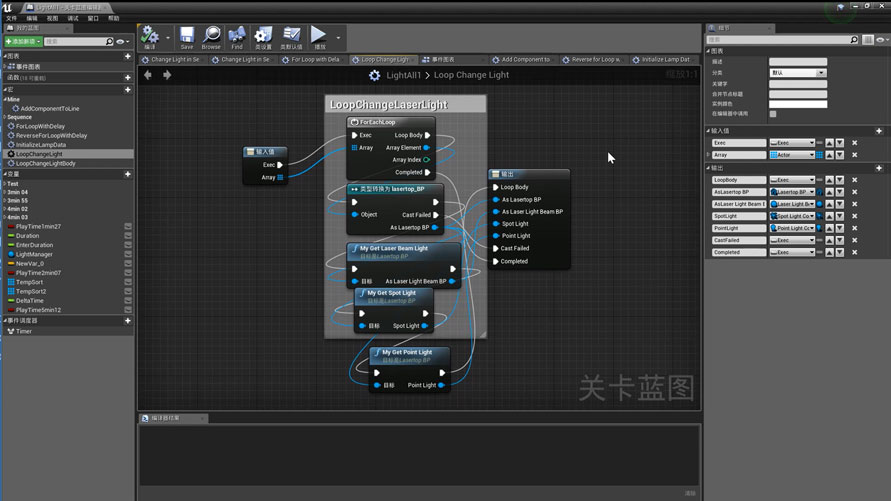 LightAll1 - 关卡蓝图编辑器
文件 编辑 视图 调试 窗口 帮助
我的蓝图
+添加新项 搜索
图表
事件图表
函数 (18 可重载)
宏
Mine
AddComponentToLine
Sequence
ForLoopWithDelay
ReverseForLoopWithDelay
InitializeLampData
LoopChangeLight
LoopChangeLightBody
变量
Test
3min 04
3min 55
4min 02
4min 03
PlayTime1min27
Duration
EnterDuration
LightManager
NewVar_0
PlayTime2min07
TempSort
TempSort2
DeltaTime
PlayTime5min12
事件调度器
Timer
编译 Save Browse Find 类设置 类默认值 播放
Change Light in Se Change Light in Se For Loop with Dela Loop Change Ligh 事件图表 Add Component to Reverse for Loop w. Initialize Lamp Dat
LightAll1 > Loop Change Light 缩放1:1
LoopChangeLaserLight
ForEachLoop
Exec Loop Body
Array Array Element
Array Index
Completed
输入值
Exec
Array
类型转换为 lasertop_BP
Object Cast Failed
As Lasertop BP
My Get Laser Beam Light
目标是Lasertop BP
目标 As Laser Light Beam BP
My Get Spot Light
目标是Lasertop BP
目标 Spot Light
My Get Point Light
目标是Lasertop BP
目标 Point Light
输出
Loop Body
As Lasertop BP
As Laser Light Beam BP
Spot Light
Point Light
Cast Failed
Completed
关卡蓝图
编译器结果
清除
细节
搜索
图表
描述
分类 默认
关键字
合并节点标题
实例颜色
在编辑中调用
输入值
Exec Exec
Array Actor
输出
LoopBody Exec
AsLasertop BP Lasertop BP
AsLaser Light Beam E Laser Light B
SpotLight Spot Light Co
PointLight Point Light Cc
CastFailed Exec
Completed Exec